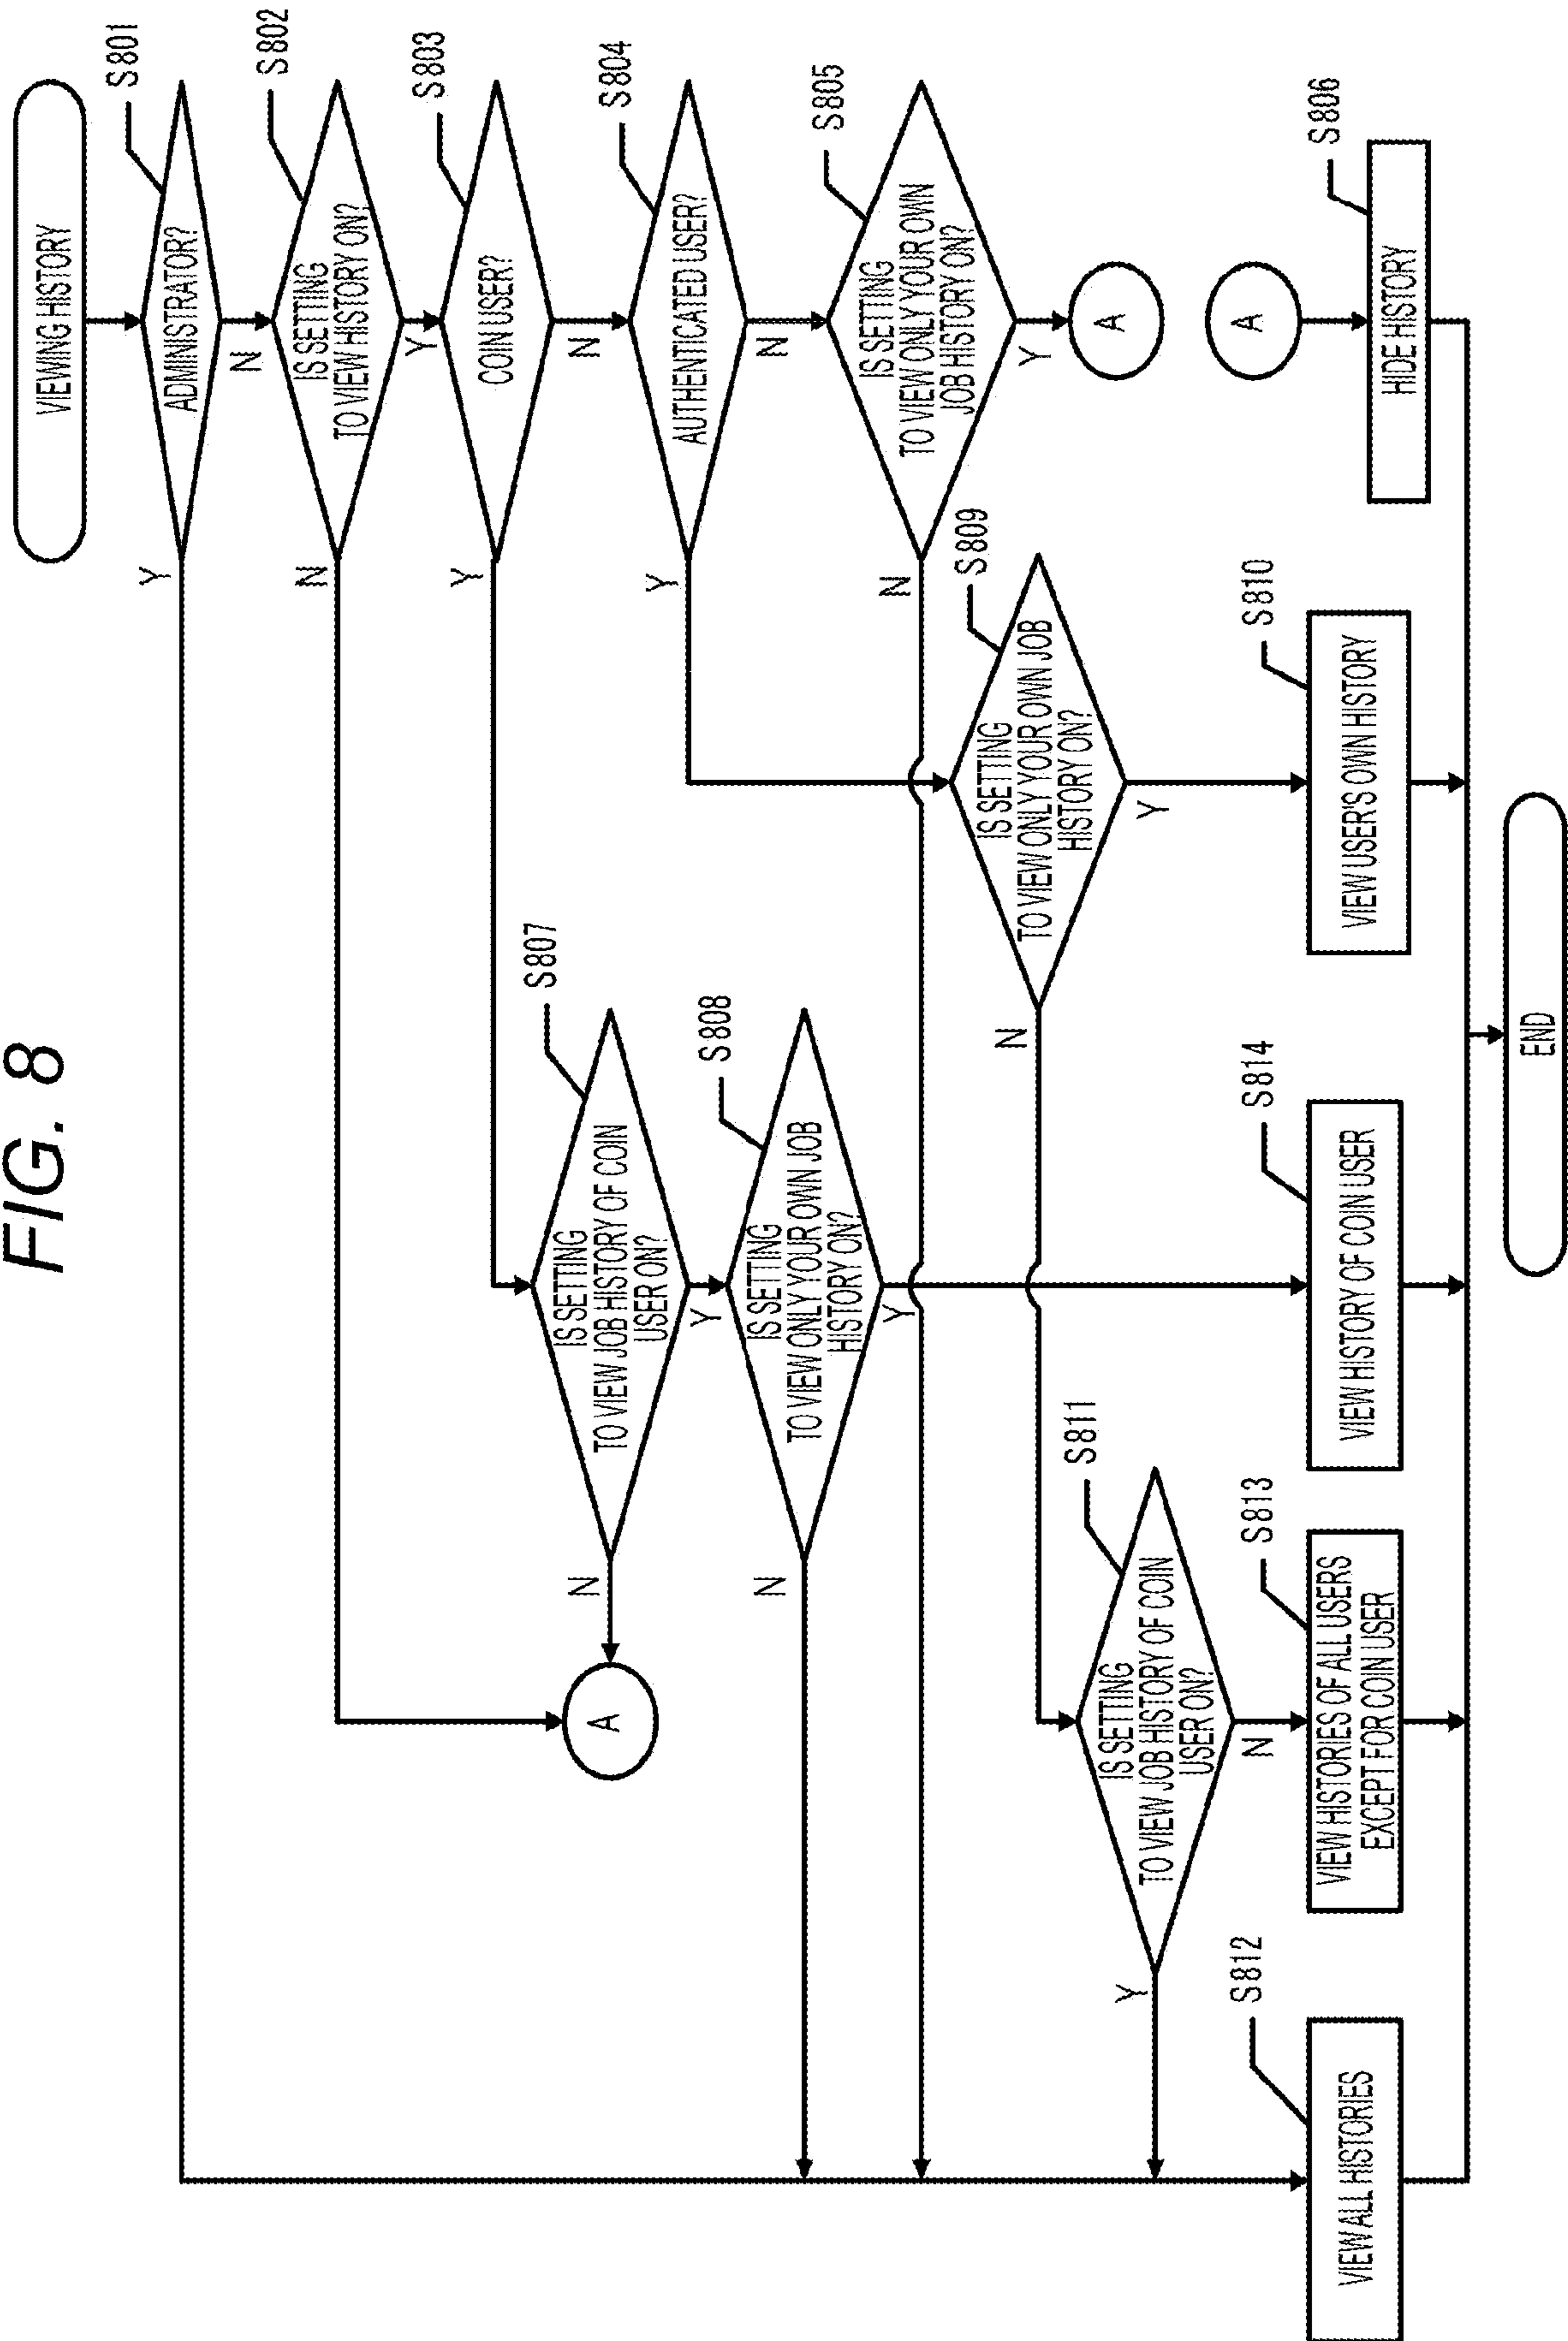 FIG. 8
VIEWING HISTORY
S801
ADMINISTRATOR?
Y
N
S802
IS SETTING
TO VIEW HISTORY ON?
N
Y
S803
COIN USER?
Y
N
S804
AUTHENTICATED USER?
Y
N
S805
IS SETTING
TO VIEW ONLY YOUR OWN
JOB HISTORY ON?
N
Y
A
A
S806
HIDE HISTORY
S807
IS SETTING
TO VIEW JOB HISTORY OF COIN
USER ON?
N
Y
A
S808
IS SETTING
TO VIEW ONLY YOUR OWN JOB
HISTORY ON?
N
Y
S809
IS SETTING
TO VIEW ONLY YOUR OWN JOB
HISTORY ON?
N
Y
S810
VIEW USER'S OWN HISTORY
S811
IS SETTING
TO VIEW JOB HISTORY OF COIN
USER ON?
Y
N
S812
VIEW ALL HISTORIES
S813
VIEW HISTORIES OF ALL USERS
EXCEPT FOR COIN USER
S814
VIEW HISTORY OF COIN USER
END